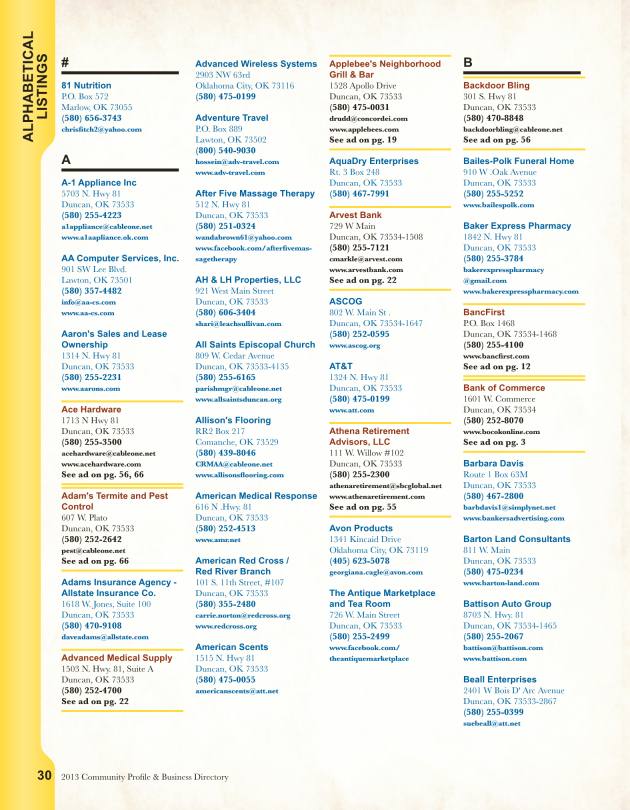 ALPHABETICAL
LISTINGS
#
81 Nutrition
P.O. Box 572
Marlow, OK 73055
(580) 656-3743
chrisfitch2@yahoo.com
A
A-1 Appliance Inc
5703 N. Hwy 81
Duncan, OK 73533
(580) 255-4223
a1appliance@cableone.net
www.a1aapliance.ok.com
AA Computer Services, Inc.
901 SW Lee Blvd.
Lawton, OK 73501
(580) 357-4482
info@aa-cs.com
www.aa-cs.com
Aaron's Sales and Lease
Ownership
1314 N. Hwy 81
Duncan, OK 73533
(580) 255-2231
www.aarons.com
Ace Hardware
1713 N Hwy 81
Duncan, OK 73533
(580) 255-3500
acehardware@cableone.net
www.acehardware.com
See ad on pg. 56, 66
Adam's Termite and Pest
Control
607 W. Plato
Duncan, OK 73533
(580) 252-2642
pest@cableone.net
See ad on pg. 66
Adams Insurance Agency -
Allstate Insurance Co.
1618 W. Jones, Suite 100
Duncan, OK 73533
(580) 470-9108
daveadams@allstate.com
Advanced Medical Supply
1503 N. Hwy. 81, Suite A
Duncan, OK 73533
(580) 252-4700
See ad on pg. 22
Advanced Wireless Systems
2903 NW 63rd
Oklahoma City, OK 73116
(580) 475-0199
Adventure Travel
P.O. Box 889
Lawton, OK 73502
(800) 540-9030
hossein@adv-travel.com
www.adv-travel.com
After Five Massage Therapy
512 N. Hwy 81
Duncan, OK 73533
(580) 251-0324
wandabrown61@yahoo.com
www.facebook.com/afterfivemas-
sagetherapy
AH & LH Properties, LLC
921 West Main Street
Duncan, OK 73533
(580) 606-3404
shari@leachsullivan.com
All Saints Episcopal Church
809 W. Cedar Avenue
Duncan, OK 73533-4135
(580) 255-6165
parishmgr@cableone.net
www.allsaintsduncan.org
Allison's Flooring
RR2 Box 217
Comanche, OK 73529
(580) 439-8046
CRMAA@cableone.net
www.allisonsflooring.com
American Medical Response
616 N .Hwy. 81
Duncan, OK 73533
(580) 252-4513
www.amr.net
American Red Cross /
Red River Branch
101 S. 11th Street, #107
Duncan, OK 73533
(580) 355-2480
carrie.norton@redcross.org
www.redcross.org
American Scents
1515 N. Hwy 81
Duncan, OK 73533
(580) 475-0055
americanscents@att.net
Applebee's Neighborhood
Grill & Bar
1528 Apollo Drive
Duncan, OK 73533
(580) 475-0031
drudd@concordei.com
www.applebees.com
See ad on pg. 19
AquaDry Enterprises
Rt. 3 Box 248
Duncan, OK 73533
(580) 467-7991
Arvest Bank
729 W Main
Duncan, OK 73534-1508
(580) 255-7121
cmarkle@arvest.com
www.arvestbank.com
See ad on pg. 22
ASCOG
802 W. Main St .
Duncan, OK 73534-1647
(580) 252-0595
www.ascog.org
AT&T
1324 N. Hwy 81
Duncan, OK 73533
(580) 475-0199
www.att.com
Athena Retirement
Advisors, LLC
111 W. Willow #102
Duncan, OK 73533
(580) 255-2300
athenaretirement@sbcglobal.net
www.athenaretirement.com
See ad on pg. 55
Avon Products
1341 Kincaid Drive
Oklahoma City, OK 73119
(405) 623-5078
georgiana.cagle@avon.com
The Antique Marketplace
and Tea Room
726 W. Main Street
Duncan, OK 73533
(580) 255-2499
www.facebook.com/
theantiquemarketplace
B
Backdoor Bling
301 S. Hwy 81
Duncan, OK 73533
(580) 470-8848
backdoorbling@cableone.net
See ad on pg. 56
Bailes-Polk Funeral Home
910 W .Oak Avenue
Duncan, OK 73533
(580) 255-5252
www.bailespolk.com
Baker Express Pharmacy
1842 N. Hwy 81
Duncan, OK 73533
(580) 255-3784
bakerexpresspharmacy
@gmail.com
www.bakerexpresspharmacy.com
BancFirst
P.O. Box 1468
Duncan, OK 73534-1468
(580) 255-4100
www.bancfirst.com
See ad on pg. 12
Bank of Commerce
1601 W. Commerce
Duncan, OK 73534
(580) 252-8070
www.bocokonline.com
See ad on pg. 3
Barbara Davis
Route 1 Box 63M
Duncan, OK 73533
(580) 467-2800
barbdavis1@simplynet.net
www.bankersadvertising.com
Barton Land Consultants
811 W. Main
Duncan, OK 73533
(580) 475-0234
www.barton-land.com
Battison Auto Group
8703 N. Hwy. 81
Duncan, OK 73534-1465
(580) 255-2067
battison@battison.com
www.battison.com
Beall Enterprises
2401 W Bois D' Arc Avenue
Duncan, OK 73533-2867
(580) 255-0399
suebeall@att.net
30 2013 Community Profile & Business Directory